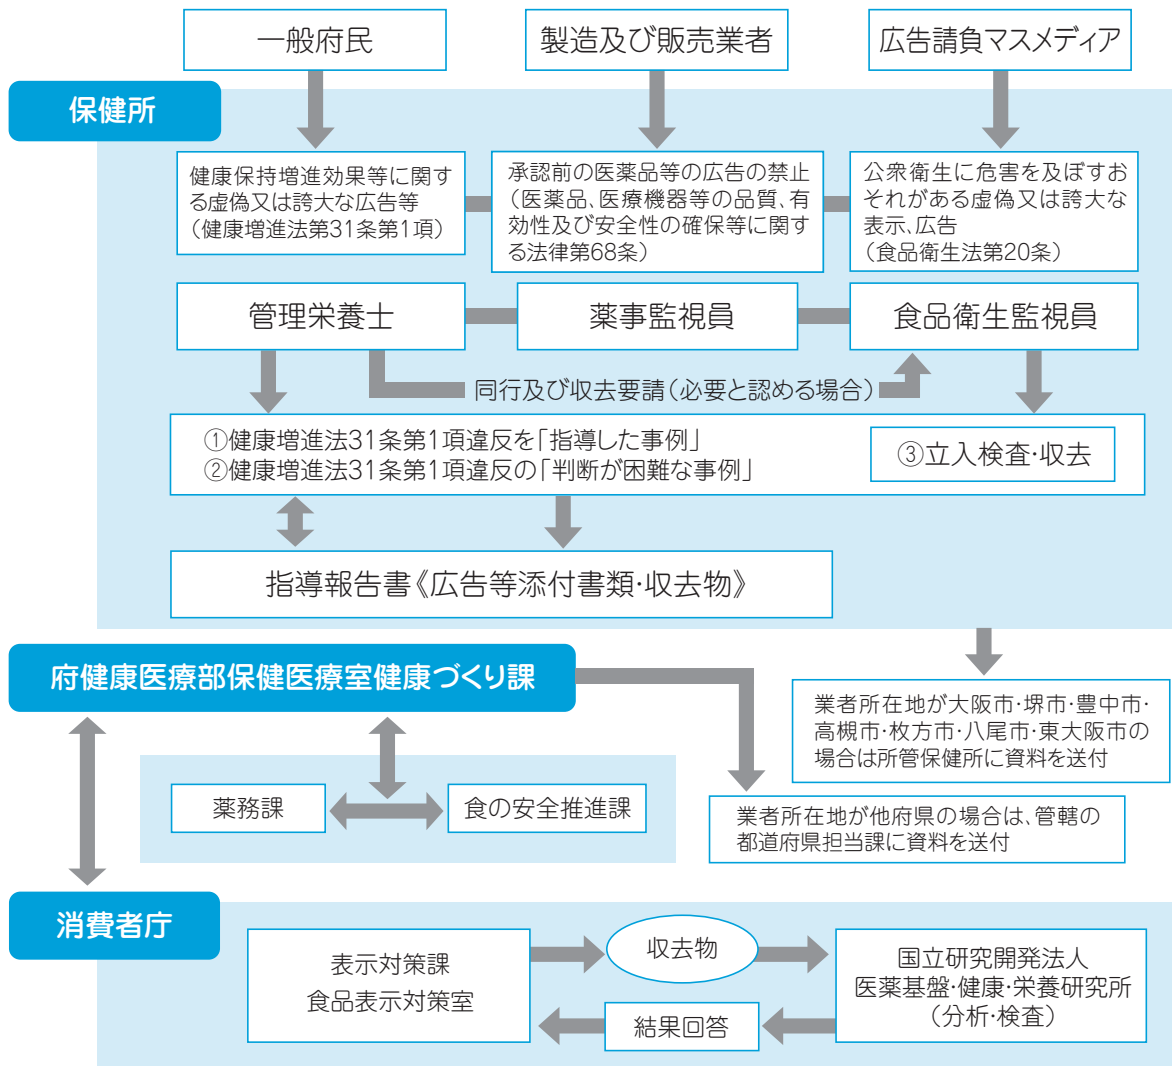 一般府民
製造及び販売業者
広告請負マスメディア
保健所
健康保持増進効果等に関す
る虚偽又は誇大な広告等
（健康増進法第31条第1項）
承認前の医薬品等の広告の禁止
（医薬品、医療機器等の品質、有
効性及び安全性の確保等に関す
る法律第68条）
公衆衛生に危害を及ぼすお
それがある虚偽又は誇大な
表示、広告
（食品衛生法第20条）
管理栄養士
薬事監視員
食品衛生監視員
同行及び収去要請（必要と認める場合）
①健康増進法31条第1項違反を「指導した事例」
②健康増進法31条第1項違反の「判断が困難な事例」
③立入検査・収去
指導報告書《広告等添付書類・収去物》
府健康医療部保健医療室健康づくり課
業者所在地が大阪市・堺市・豊中市・
高槻市・枚方市・八尾市・東大阪市の
場合は所管保健所に資料を送付
薬務課
食の安全推進課
業者所在地が他府県の場合は、管轄の
都道府県担当課に資料を送付
消費者庁
表示対策課
食品表示対策室
収去物
結果回答
国立研究開発法人
医薬基盤・健康・栄養研究所
（分析・検査）